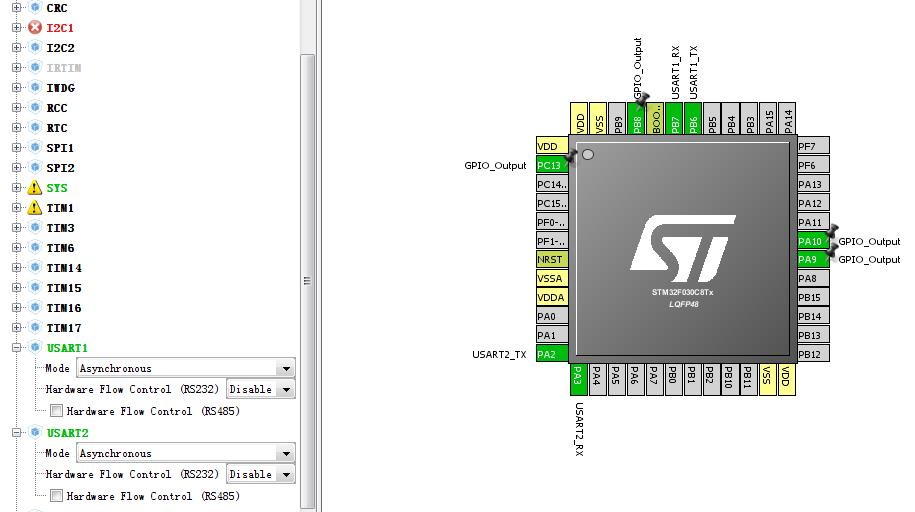 CRC
I2C1
I2C2
IRTIM
IWDG
RCC
RTC
SPI1
SPI2
SYS
TIM1
TIM3
TIM6
TIM14
TIM15
TIM16
TIM17
USART1
Mode Asynchronous
Hardware Flow Control (RS232) Disable
Hardware Flow Control (RS485)
USART2
Mode Asynchronous
Hardware Flow Control (RS232) Disable
Hardware Flow Control (RS485)
GPIO_Output
USART1_RX
USART1_TX
VDD
VSS
PB9
PB8
BOO..
PB7
PB6
PB5
PB4
PB3
PA15
PA14
VDD
GPIO_Output PC13
PC14..
PC15..
PF0-..
PF1-..
NRST
VSSA
VDDA
PA0
PA1
USART2_TX PA2
STM32F030C8Tx
LQFP48
PF7
PF6
PA13
PA12
PA11
PA10 GPIO_Output
PA9 GPIO_Output
PA8
PB15
PB14
PB13
PB12
PA3
PA4
PA5
PA6
PA7
PB0
PB1
PB2
PB10
PB11
VSS
VDD
USART2_RX